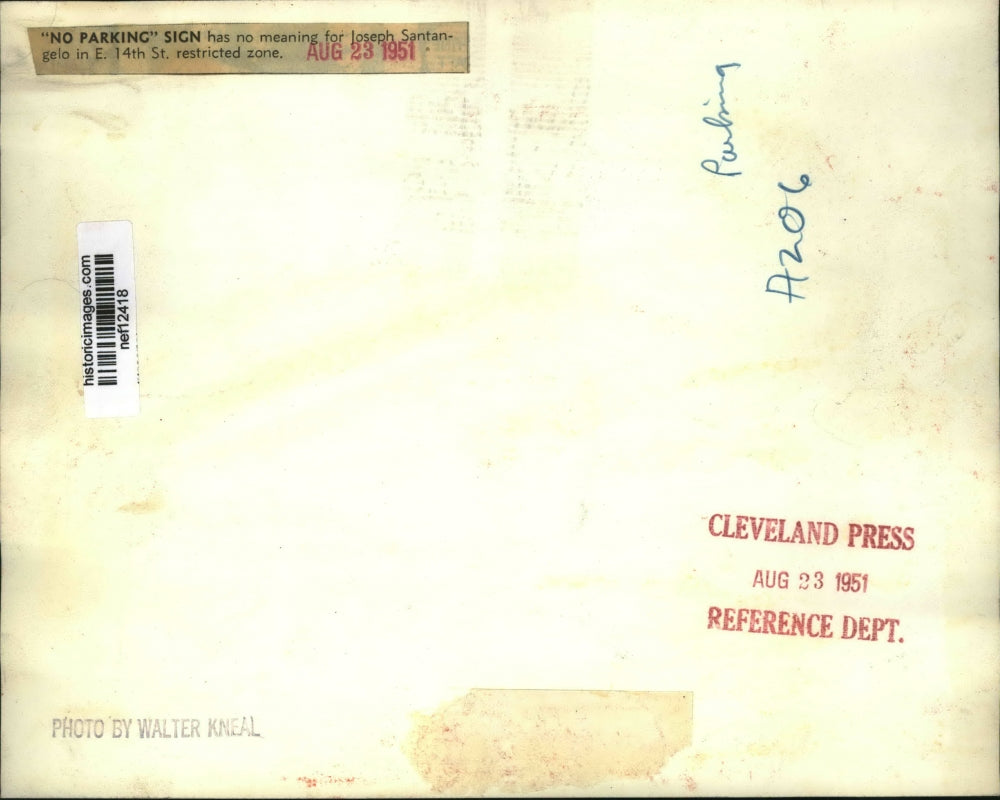 "NO PARKING" SIGN has no meaning for Joseph Santan-
gelo in E. 14th St. restricted zone. AUG 23 1951
Parking
A206
historicimages.com
nef12418
CLEVELAND PRESS
AUG 23 1951
REFERENCE DEPT.
PHOTO BY WALTER KNEAL